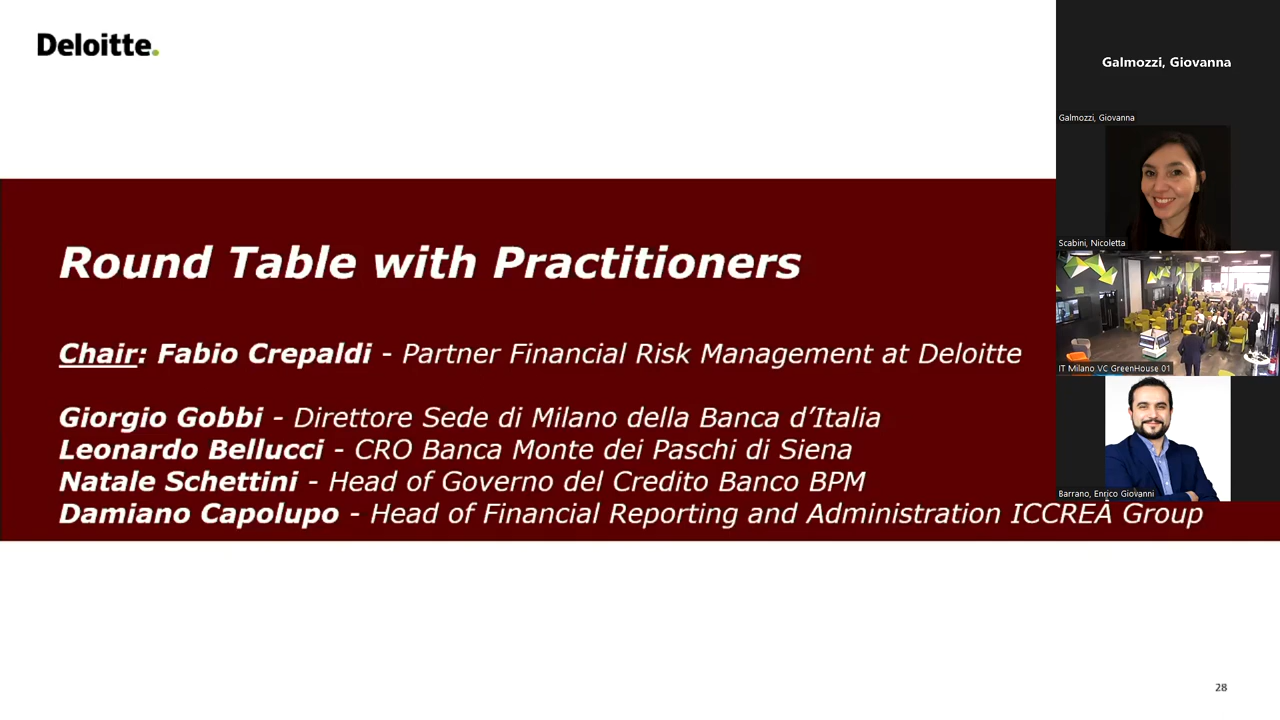 Deloitte.
Round Table with Practitioners
Chair: Fabio Crepaldi - Partner Financial Risk Management at Deloitte
Giorgio Gobbi - Direttore Sede di Milano della Banca d’Italia
Leonardo Bellucci - CRO Banca Monte dei Paschi di Siena
Natale Schettini - Head of Governo del Credito Banco BPM
Damiano Capolupo - Head of Financial Reporting and Administration ICCREA Group
28
Galmozzi, Giovanna
Galmozzi, Giovanna
Scabini, Nicoletta
IT Milano VC GreenHouse 01
Barrano, Enrico Giovanni